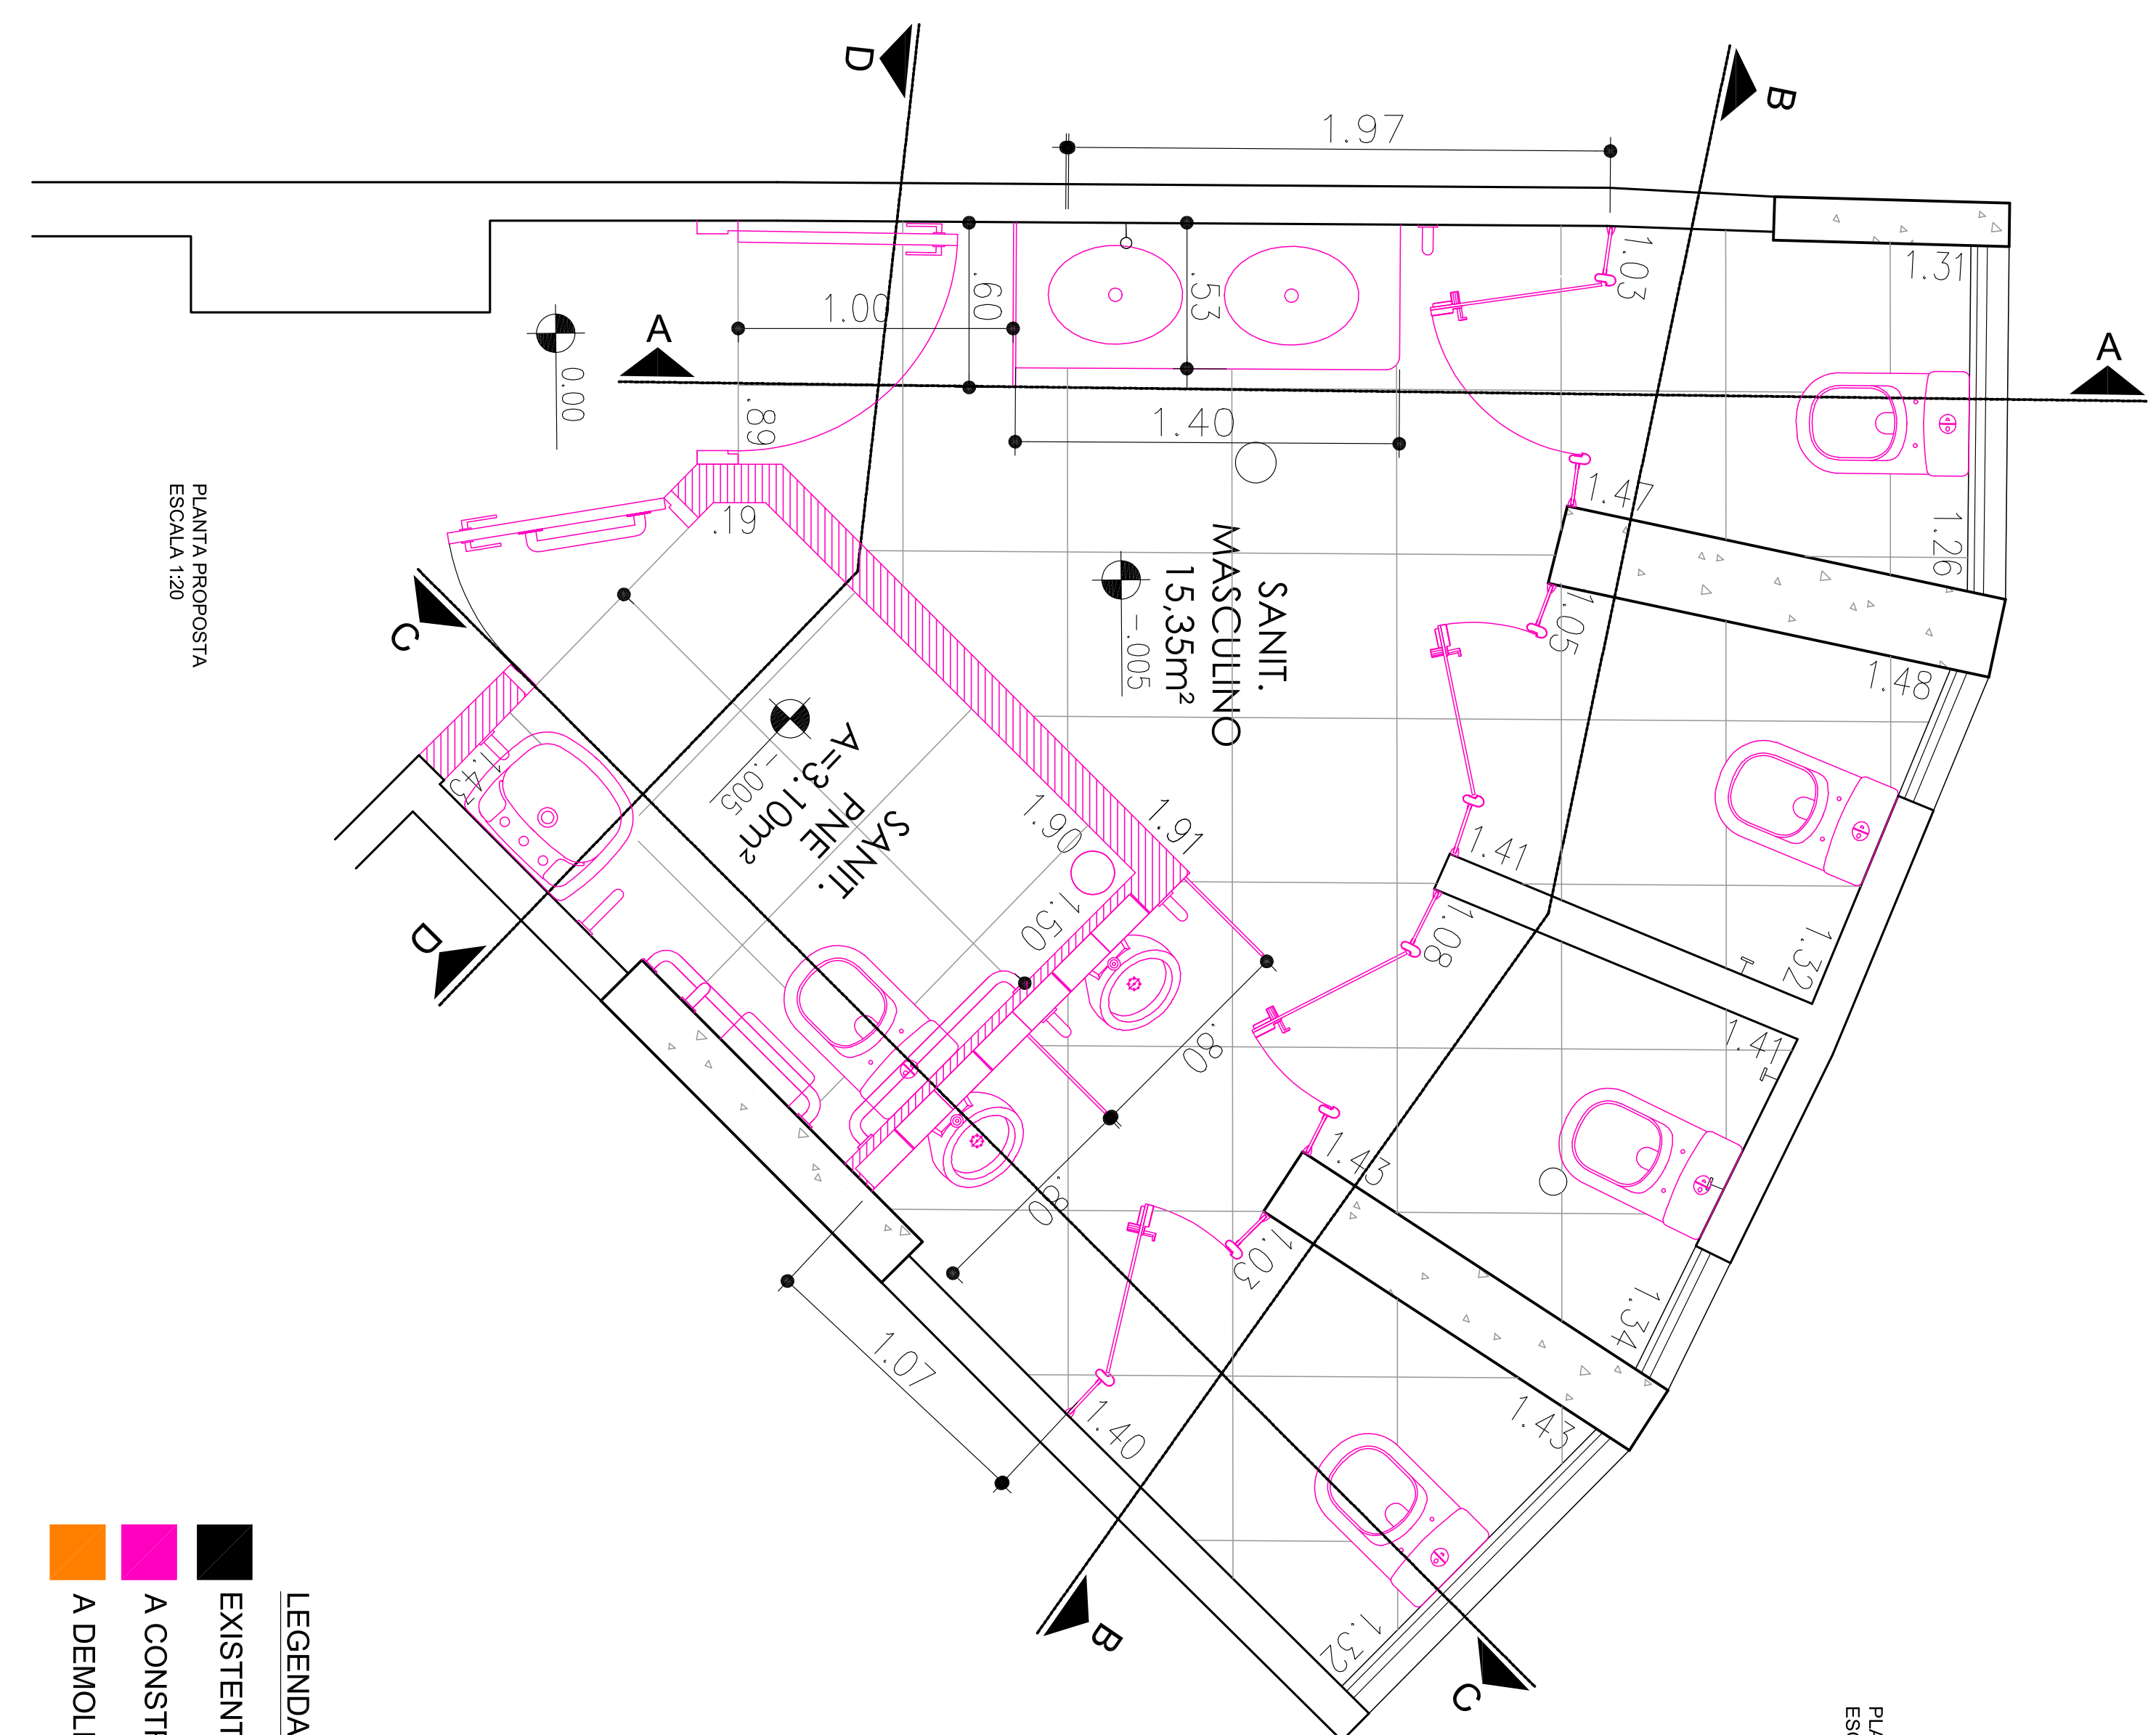 D
B
1.97
1.03
1.31
.60
.53
1.00
A
A
0.00
.89
1.40
1.47
1.26
.19
PLANTA PROPOSTA
ESCALA 1:20
SANIT.
MASCULINO
15,35m²
-.005
1.05
1.48
C
1.43
-.005
SANIT.
PNE
A=3.10m²
1.90
1.91
1.41
1.08
1.32
1.50
D
.80
1.41
.80
1.43
1.03
1.34
1.07
1.40
1.43
1.32
B
C
LEGENDA
EXISTENT
A CONST
A DEMOL